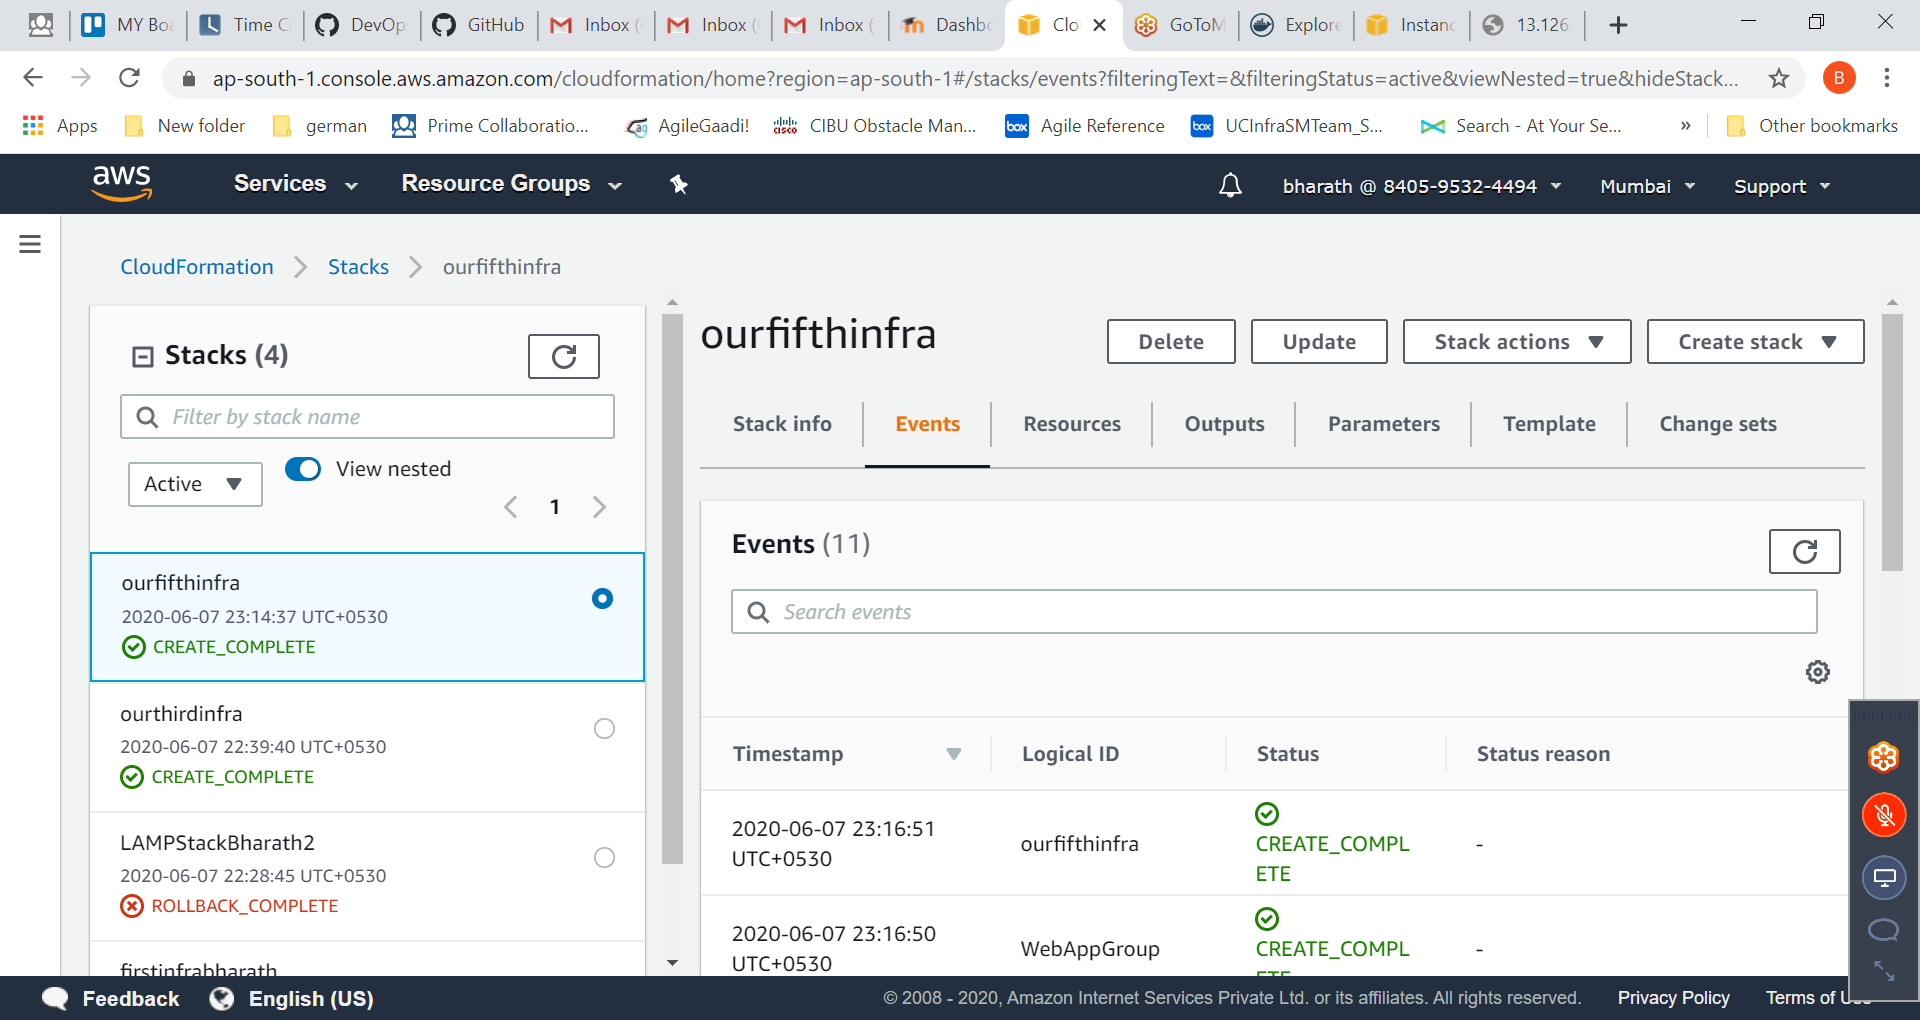 MY Boa
Time C
DevOp
GitHub
Inbox (
Inbox (
Inbox (
Dashbo
Clo
GoToM
Explore
Instanc
13.126.
ap-south-1.console.aws.amazon.com/cloudformation/home?region=ap-south-1#/stacks/events?filteringText=&filteringStatus=active&viewNested=true&hideStack...
B
Apps
New folder
german
Prime Collaboratio...
AgileGaadi!
CIBU Obstacle Man...
Agile Reference
UCInfraSMTeam_S...
Search - At Your Se...
»
Other bookmarks
aws
Services
Resource Groups
bharath @ 8405-9532-4494
Mumbai
Support
CloudFormation
Stacks
ourfifthinfra
Stacks (4)
Filter by stack name
Active
View nested
1
ourfifthinfra
2020-06-07 23:14:37 UTC+0530
CREATE_COMPLETE
ourthirdinfra
2020-06-07 22:39:40 UTC+0530
CREATE_COMPLETE
LAMPStackBharath2
2020-06-07 22:28:45 UTC+0530
ROLLBACK_COMPLETE
firstinfrabharath
ourfifthinfra
Delete
Update
Stack actions
Create stack
Stack info
Events
Resources
Outputs
Parameters
Template
Change sets
Events (11)
Search events
Timestamp
Logical ID
Status
Status reason
2020-06-07 23:16:51
UTC+0530
ourfifthinfra
CREATE_COMPL
ETE
-
2020-06-07 23:16:50
UTC+0530
WebAppGroup
CREATE_COMPL
ETE
-
Feedback
English (US)
© 2008 - 2020, Amazon Internet Services Private Ltd. or its affiliates. All rights reserved.
Privacy Policy
Terms of Use